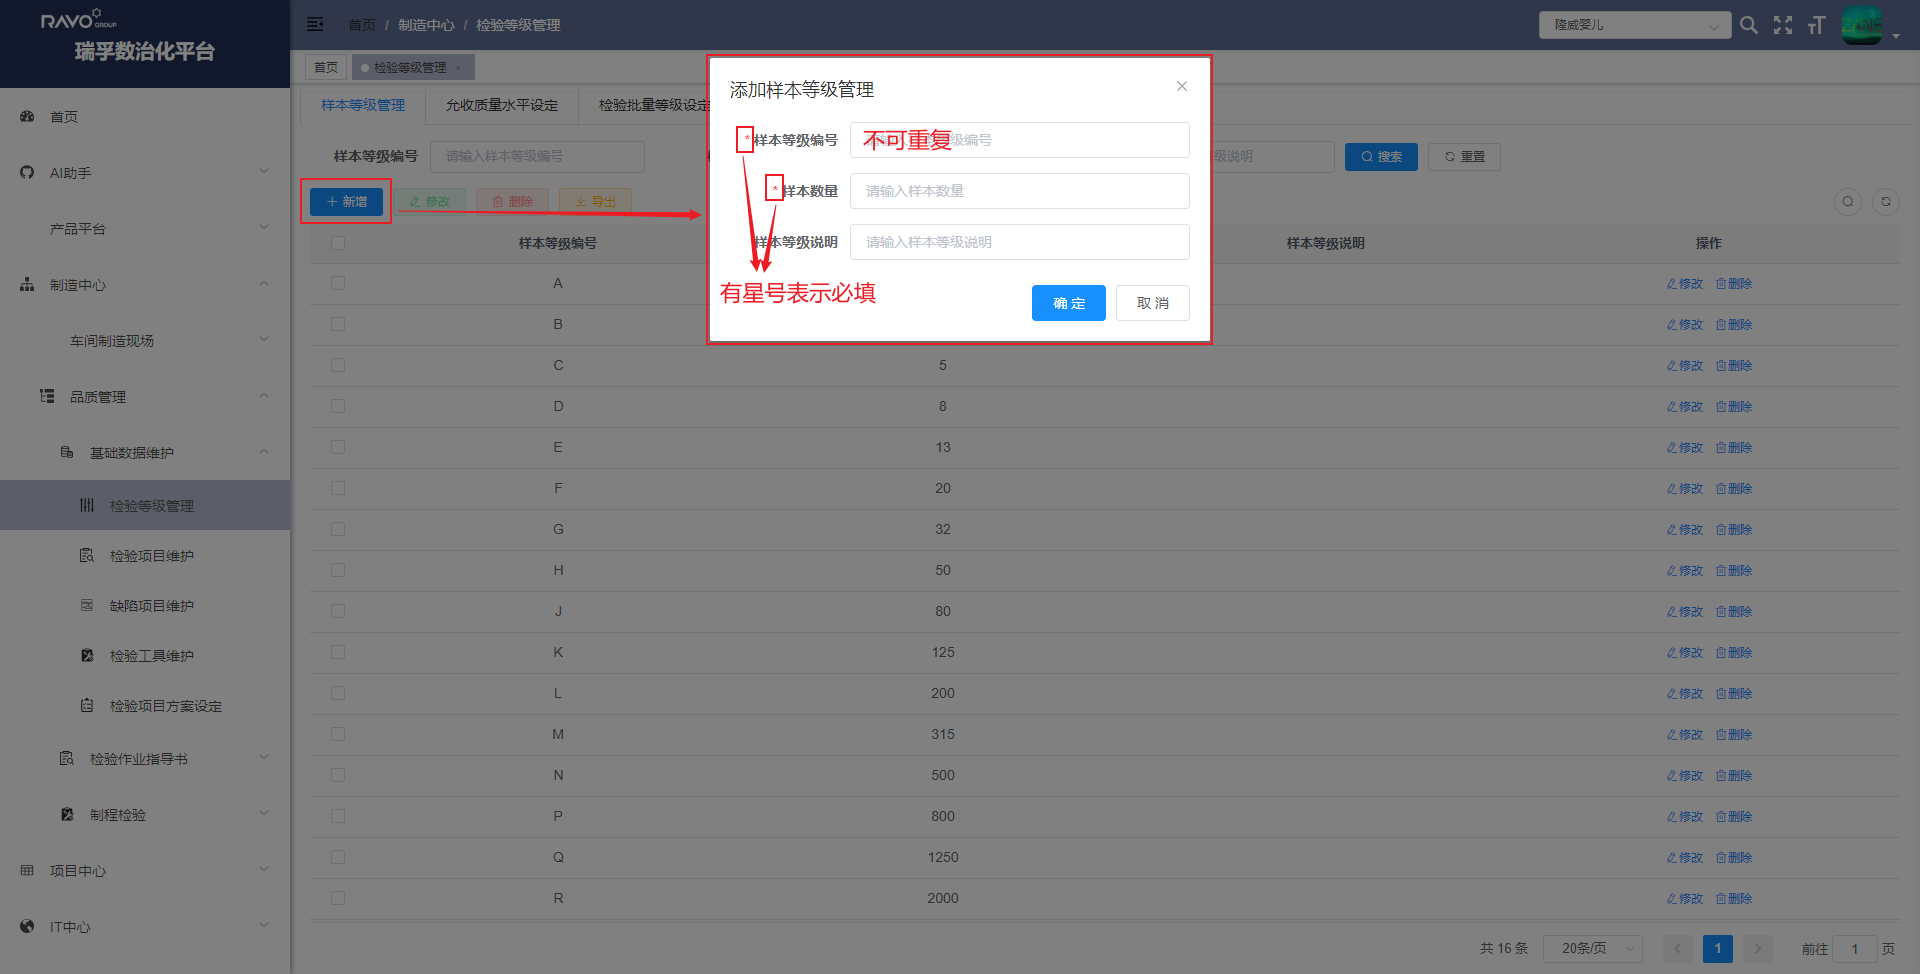 RAVO GROUP
瑞孚数治化平台
首页
AI助手
产品平台
制造中心
车间制造现场
品质管理
基础数据维护
检验等级管理
检验项目维护
缺陷项目维护
检验工具维护
检验项目方案设定
检验作业指导书
制程检验
项目中心
IT中心
首页 / 制造中心 / 检验等级管理
隆威婴儿
首页
检验等级管理
样本等级管理 允收质量水平设定 检验批量等级设定
样本等级编号 请输入样本等级编号
级说明 搜索 重置
新增 修改 删除 导出
添加样本等级管理
* 样本等级编号 编号
不可重复
* 样本数量 请输入样本数量
样本等级说明 请输入样本等级说明
有星号表示必填
确 定 取 消
样本等级编号 样本等级说明 操作
A 修改 删除
B 修改 删除
C 5 修改 删除
D 8 修改 删除
E 13 修改 删除
F 20 修改 删除
G 32 修改 删除
H 50 修改 删除
J 80 修改 删除
K 125 修改 删除
L 200 修改 删除
M 315 修改 删除
N 500 修改 删除
P 800 修改 删除
Q 1250 修改 删除
R 2000 修改 删除
共 16 条 20条/页 1 前往 1 页